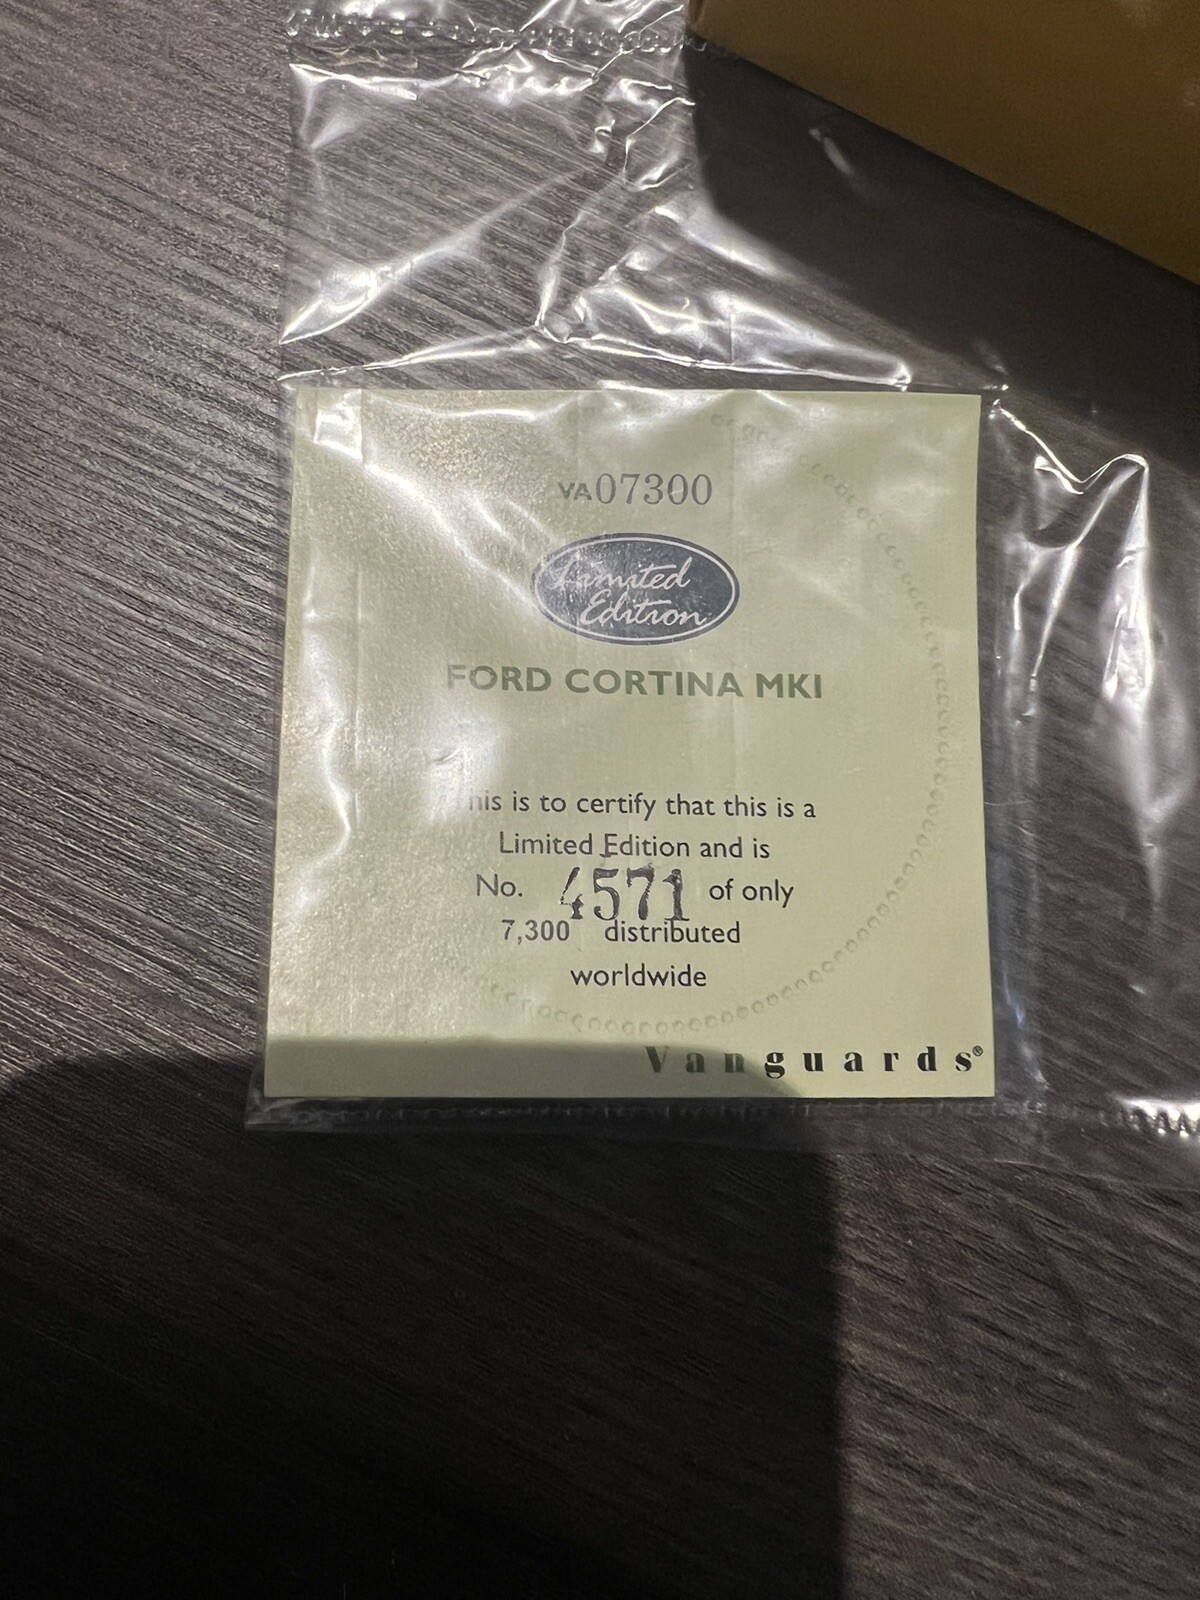 VA07300
Limited
Edition
FORD CORTINA MKI
This is to certify that this is a
Limited Edition and is
No. 4571 of only
7,300 distributed
worldwide
Vanguards®